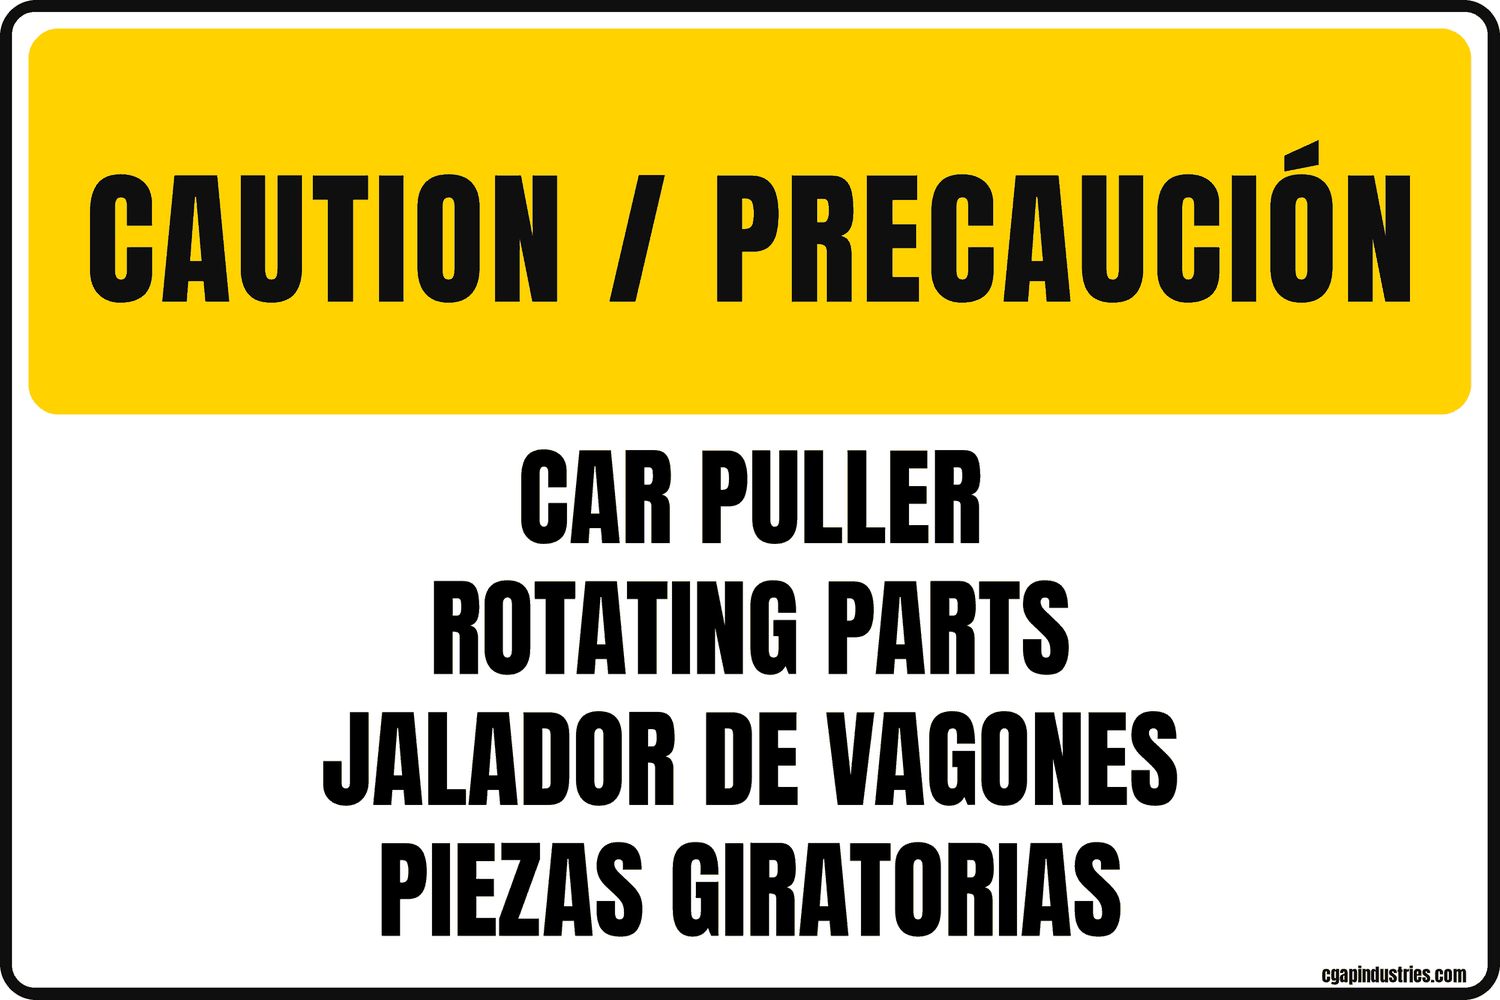 CAUTION / PRECAUCIÓN
CAR PULLER
ROTATING PARTS
JALADOR DE VAGONES
PIEZAS GIRATORIAS
cgapindustries.com